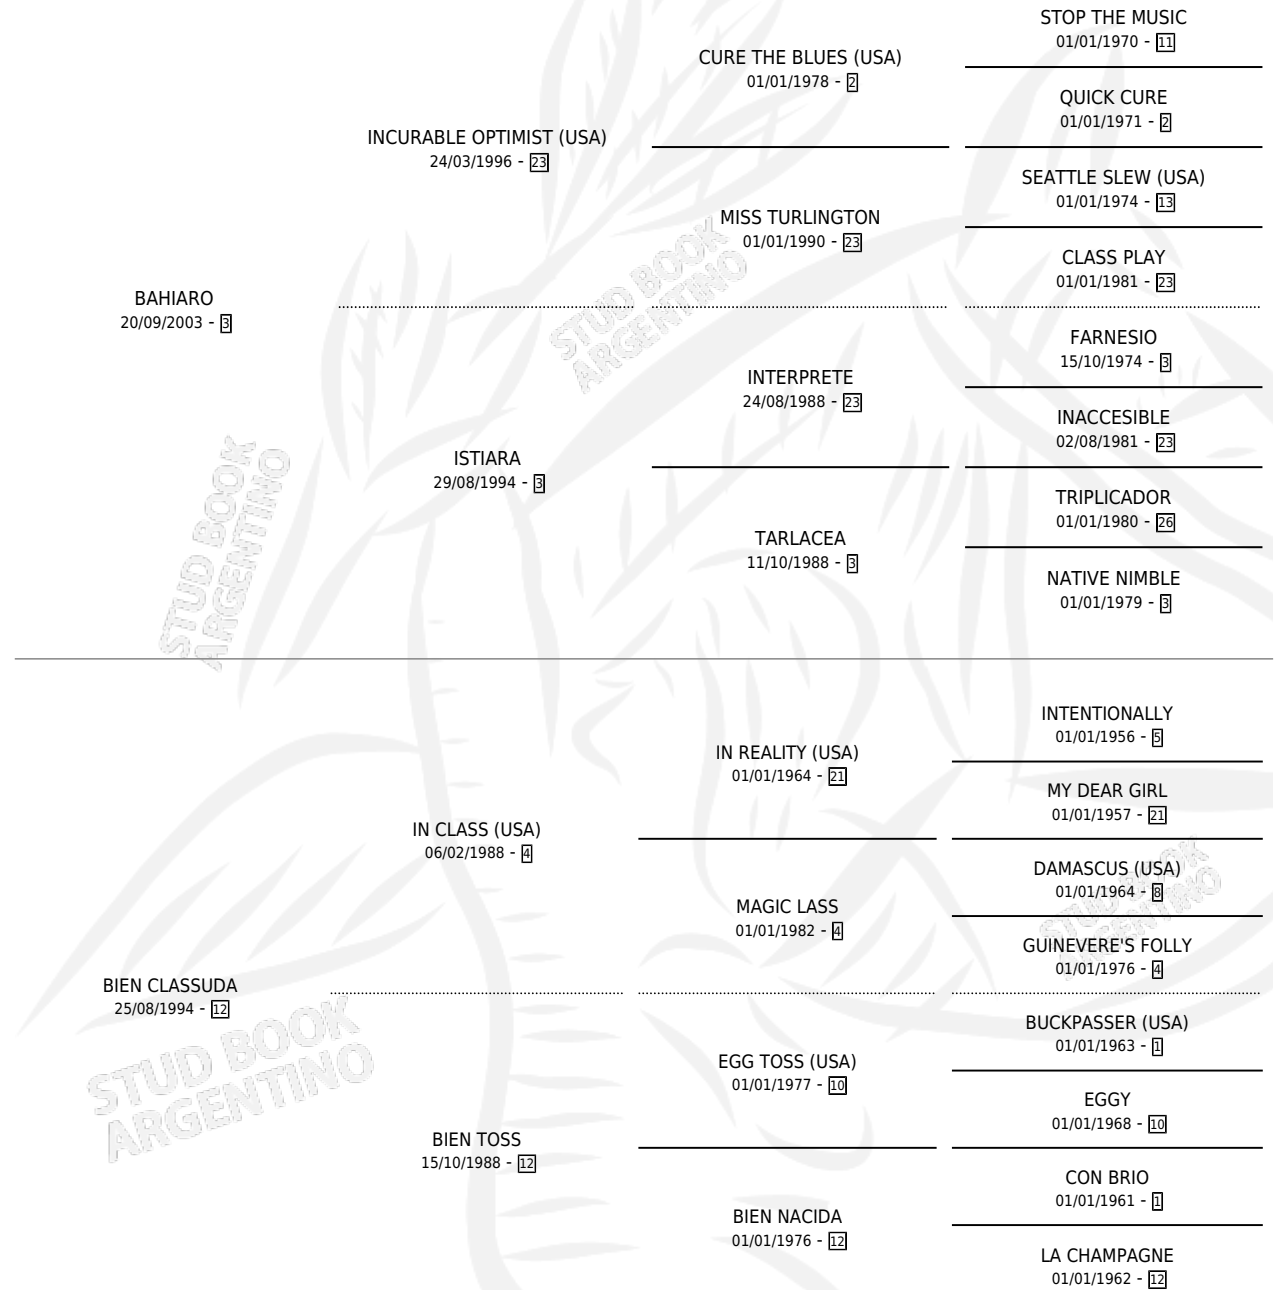 STOP THE MUSIC
01/01/1970 - 11
CURE THE BLUES (USA)
01/01/1978 - 2
QUICK CURE
01/01/1971 - 2
INCURABLE OPTIMIST (USA)
24/03/1996 - 23
SEATTLE SLEW (USA)
01/01/1974 - 13
MISS TURLINGTON
01/01/1990 - 23
CLASS PLAY
01/01/1981 - 23
BAHIARO
20/09/2003 - 3
FARNESIO
15/10/1974 - 3
INTERPRETE
24/08/1988 - 23
INACCESIBLE
02/08/1981 - 23
ISTIARA
29/08/1994 - 3
TRIPLICADOR
01/01/1980 - 26
TARLACEA
11/10/1988 - 3
NATIVE NIMBLE
01/01/1979 - 3
INTENTIONALLY
01/01/1956 - 5
IN REALITY (USA)
01/01/1964 - 21
MY DEAR GIRL
01/01/1957 - 21
IN CLASS (USA)
06/02/1988 - 4
DAMASCUS (USA)
01/01/1964 - 8
MAGIC LASS
01/01/1982 - 4
GUINEVERE'S FOLLY
01/01/1976 - 4
BIEN CLASSUDA
25/08/1994 - 12
BUCKPASSER (USA)
01/01/1963 - 1
EGG TOSS (USA)
01/01/1977 - 10
EGGY
01/01/1968 - 10
BIEN TOSS
15/10/1988 - 12
CON BRIO
01/01/1961 - 1
BIEN NACIDA
01/01/1976 - 12
LA CHAMPAGNE
01/01/1962 - 12
STUD BOOK
ARGENTINO
STUD BOOK
ARGENTINO
STUD BOOK
ARGENTINO
STUD BOOK
ARGENTINO